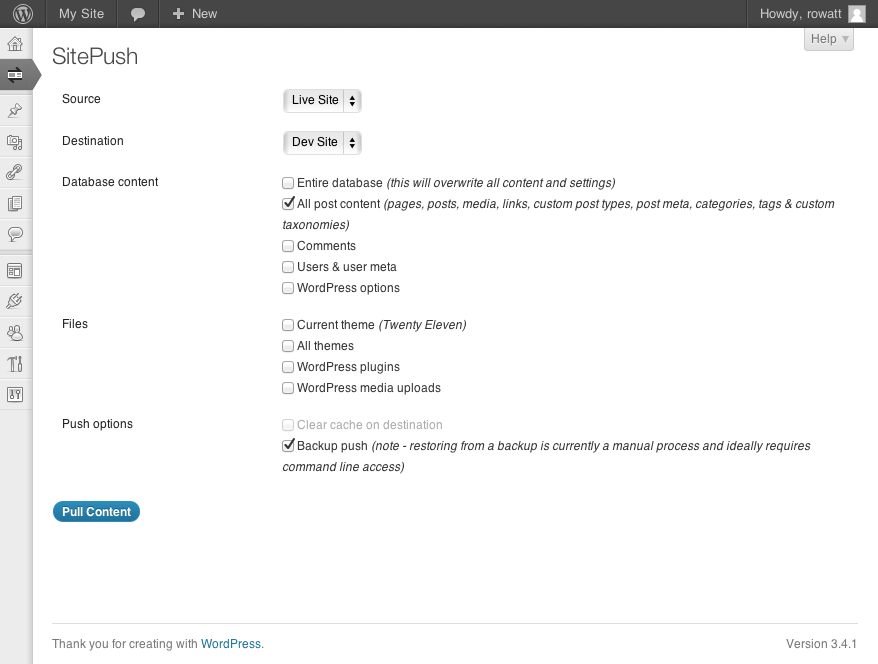 My Site
New
Howdy, rowatt
Help
SitePush
Source
Live Site
Destination
Dev Site
Database content
Entire database (this will overwrite all content and settings)
All post content (pages, posts, media, links, custom post types, post meta, categories, tags & custom
taxonomies)
Comments
Users & user meta
WordPress options
Files
Current theme (Twenty Eleven)
All themes
WordPress plugins
WordPress media uploads
Push options
Clear cache on destination
Backup push (note - restoring from a backup is currently a manual process and ideally requires
command line access)
Pull Content
Thank you for creating with WordPress.
Version 3.4.1